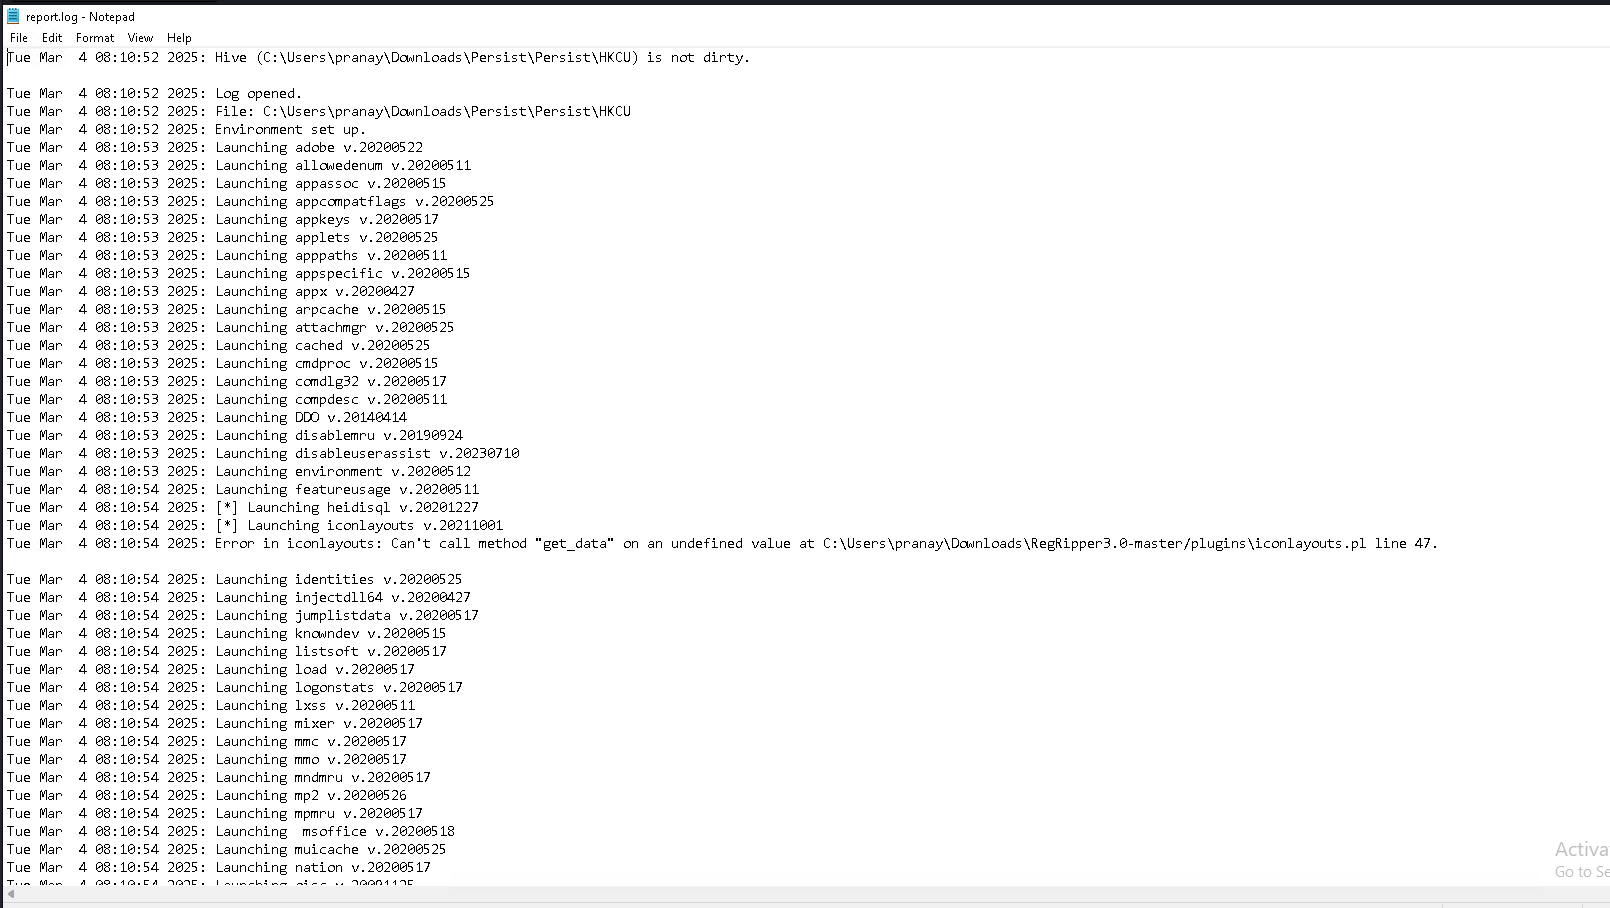 report.log - Notepad
File Edit Format View Help
Tue Mar  4 08:10:52 2025: Hive (C:\Users\pranay\Downloads\Persist\Persist\HKCU) is not dirty.
Tue Mar  4 08:10:52 2025: Log opened.
Tue Mar  4 08:10:52 2025: File: C:\Users\pranay\Downloads\Persist\Persist\HKCU
Tue Mar  4 08:10:52 2025: Environment set up.
Tue Mar  4 08:10:53 2025: Launching adobe v.20200522
Tue Mar  4 08:10:53 2025: Launching allowedenum v.20200511
Tue Mar  4 08:10:53 2025: Launching appassoc v.20200515
Tue Mar  4 08:10:53 2025: Launching appcompatflags v.20200525
Tue Mar  4 08:10:53 2025: Launching appkeys v.20200517
Tue Mar  4 08:10:53 2025: Launching applets v.20200525
Tue Mar  4 08:10:53 2025: Launching apppaths v.20200511
Tue Mar  4 08:10:53 2025: Launching appspecific v.20200515
Tue Mar  4 08:10:53 2025: Launching appx v.20200427
Tue Mar  4 08:10:53 2025: Launching arpcache v.20200515
Tue Mar  4 08:10:53 2025: Launching attachmgr v.20200525
Tue Mar  4 08:10:53 2025: Launching cached v.20200525
Tue Mar  4 08:10:53 2025: Launching cmdproc v.20200515
Tue Mar  4 08:10:53 2025: Launching comdlg32 v.20200517
Tue Mar  4 08:10:53 2025: Launching compdesc v.20200511
Tue Mar  4 08:10:53 2025: Launching DDO v.20140414
Tue Mar  4 08:10:53 2025: Launching disablemru v.20190924
Tue Mar  4 08:10:53 2025: Launching disableuserassist v.20230710
Tue Mar  4 08:10:53 2025: Launching environment v.20200512
Tue Mar  4 08:10:54 2025: Launching featureusage v.20200511
Tue Mar  4 08:10:54 2025: [*] Launching heidisql v.20201227
Tue Mar  4 08:10:54 2025: [*] Launching iconlayouts v.20211001
Tue Mar  4 08:10:54 2025: Error in iconlayouts: Can't call method "get_data" on an undefined value at C:\Users\pranay\Downloads\RegRipper3.0-master/plugins\iconlayouts.pl line 47.
Tue Mar  4 08:10:54 2025: Launching identities v.20200525
Tue Mar  4 08:10:54 2025: Launching injectdll64 v.20200427
Tue Mar  4 08:10:54 2025: Launching jumplistdata v.20200517
Tue Mar  4 08:10:54 2025: Launching knowndev v.20200515
Tue Mar  4 08:10:54 2025: Launching listsoft v.20200517
Tue Mar  4 08:10:54 2025: Launching load v.20200517
Tue Mar  4 08:10:54 2025: Launching logonstats v.20200517
Tue Mar  4 08:10:54 2025: Launching lxss v.20200511
Tue Mar  4 08:10:54 2025: Launching mixer v.20200517
Tue Mar  4 08:10:54 2025: Launching mmc v.20200517
Tue Mar  4 08:10:54 2025: Launching mmo v.20200517
Tue Mar  4 08:10:54 2025: Launching mndmru v.20200517
Tue Mar  4 08:10:54 2025: Launching mp2 v.20200526
Tue Mar  4 08:10:54 2025: Launching mpmru v.20200517
Tue Mar  4 08:10:54 2025: Launching  msoffice v.20200518
Tue Mar  4 08:10:54 2025: Launching muicache v.20200525
Tue Mar  4 08:10:54 2025: Launching nation v.20200517
Activa
Go to Se